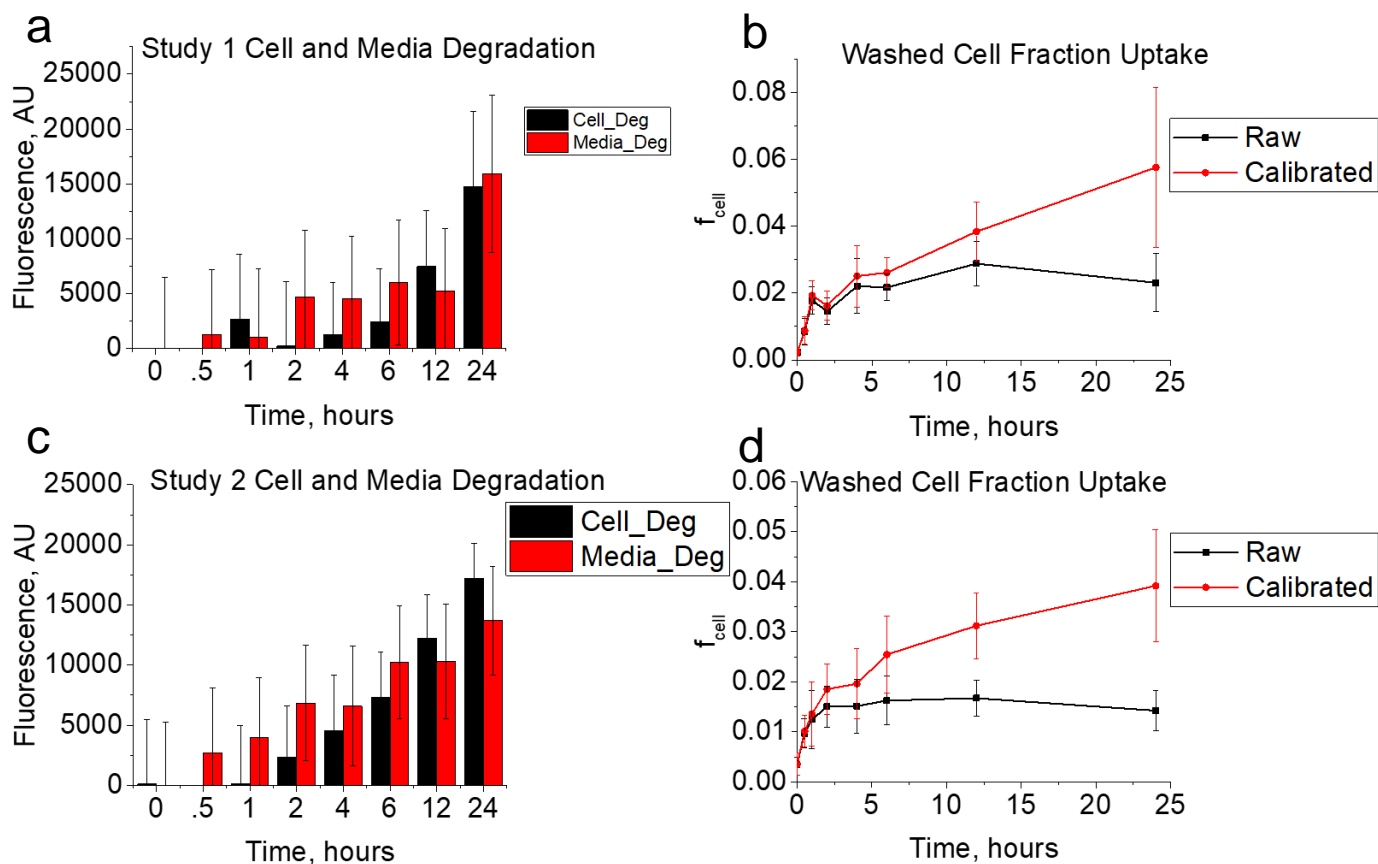 a
Study 1 Cell and Media Degradation
25000
20000
15000
10000
5000
0
Fluorescence, AU
Cell_Deg
Media_Deg
0 .5 1 2 4 6 12 24
Time, hours
b
Washed Cell Fraction Uptake
0.08
0.06
0.04
0.02
0.00
f_cell
Raw
Calibrated
0 5 10 15 20 25
Time, hours
c
Study 2 Cell and Media Degradation
25000
20000
15000
10000
5000
0
Fluorescence, AU
Cell_Deg
Media_Deg
0 .5 1 2 4 6 12 24
Time, hours
d
Washed Cell Fraction Uptake
0.06
0.05
0.04
0.03
0.02
0.01
0.00
f_cell
Raw
Calibrated
0 5 10 15 20 25
Time, hours